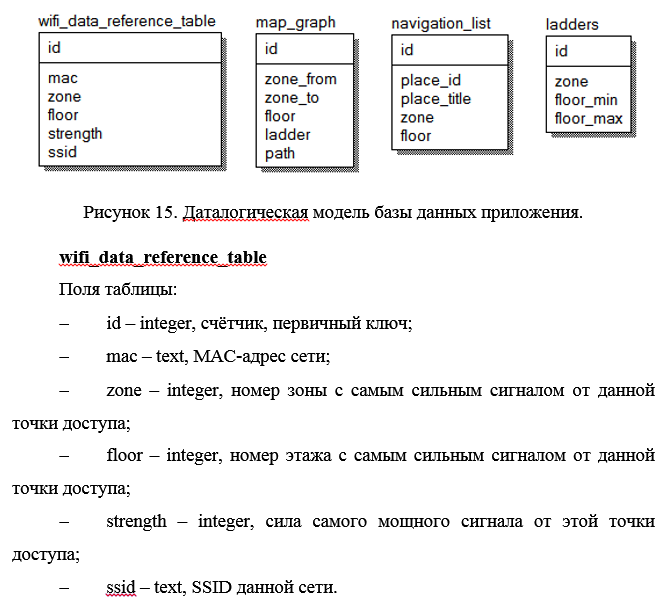 wifi_data_reference_table
id
mac
zone
floor
strength
ssid
map_graph
id
zone_from
zone_to
floor
ladder
path
navigation_list
id
place_id
place_title
zone
floor
ladders
id
zone
floor_min
floor_max
Рисунок 15. Даталогическая модель базы данных приложения.
wifi_data_reference_table
Поля таблицы:
– id – integer, счётчик, первичный ключ;
– mac – text, MAC-адрес сети;
– zone – integer, номер зоны с самым сильным сигналом от данной
точки доступа;
– floor – integer, номер этажа с самым сильным сигналом от данной
точки доступа;
– strength – integer, сила самого мощного сигнала от этой точки
доступа;
– ssid – text, SSID данной сети.